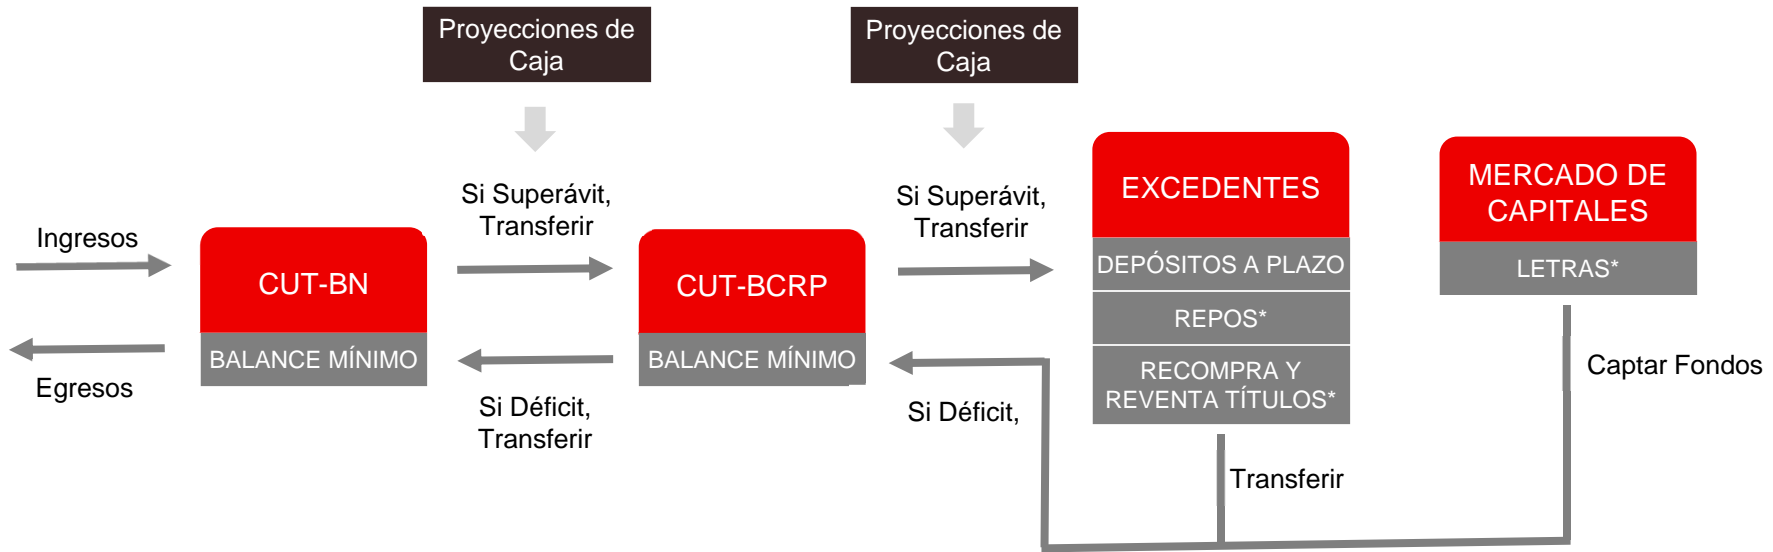 Proyecciones de
Caja
Proyecciones de
Caja
Ingresos
Egresos
CUT-BN
BALANCE MÍNIMO
Si Superávit,
Transferir
Si Déficit,
Transferir
CUT-BCRP
BALANCE MÍNIMO
Si Superávit,
Transferir
Si Déficit,
EXCEDENTES
DEPÓSITOS A PLAZO
REPOS*
RECOMPRA Y
REVENTA TÍTULOS*
Transferir
MERCADO DE
CAPITALES
LETRAS*
Captar Fondos